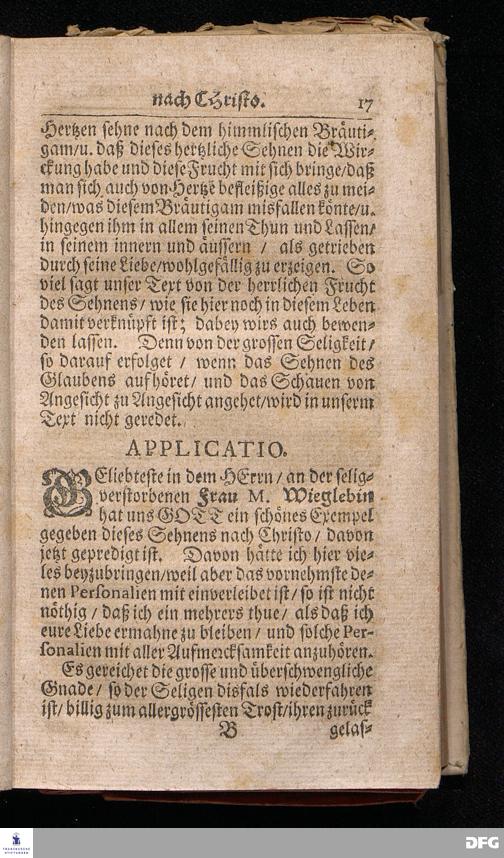 nach CHristo. 17
Hertzen sehne nach dem himmlischen Bräuti-
gam/u. daß dieses hertzliche Sehnen die Wir-
ckung habe und diese Frucht mit sich bringe/daß
man sich auch von Hertzē befleißige alles zu mei-
den/was diesem Bräutigam misfallen könte/u.
hingegen ihm in allem seinen Thun und Lassen/
in seinem innern und äussern / als getrieben
durch seine Liebe/wohlgefällig zu erzeigen. So
viel sagt unser Text von der herrlichen Frucht
des Sehnens / wie sie hier noch in diesem Leben
damit verknüpft ist; dabey wirs auch bewen-
den lassen. Denn von der grossen Seligkeit /
so darauf erfolget / wenn das Sehnen des
Glaubens aufhöret / und das Schauen von
Angesicht zu Angesicht angehet/wird in unserm
Text nicht geredet.
APPLICATIO.
GEliebteste in dem HErrn / an der selig-
verstorbenen Frau M. Wieglebin
hat uns GOTT ein schönes Exempel
gegeben dieses Sehnens nach Christo / davon
jetzt gepredigt ist. Davon hätte ich hier vie-
les beyzubringen/weil aber das vornehmste de-
nen Personalien mit einverleibet ist / so ist nicht
nöthig / daß ich ein mehrers thue / als daß ich
eure Liebe ermahne zu bleiben / und solche Per-
sonalien mit aller Aufmercksamkeit anzuhören.
Es gereichet die grosse und überschwengliche
Gnade / so der Seligen disfals wiederfahren
ist/ billig zum allergrössesten Trost/ihren zurück
B gelas-
FRANCKESCHE
STIFTUNGEN
DFG